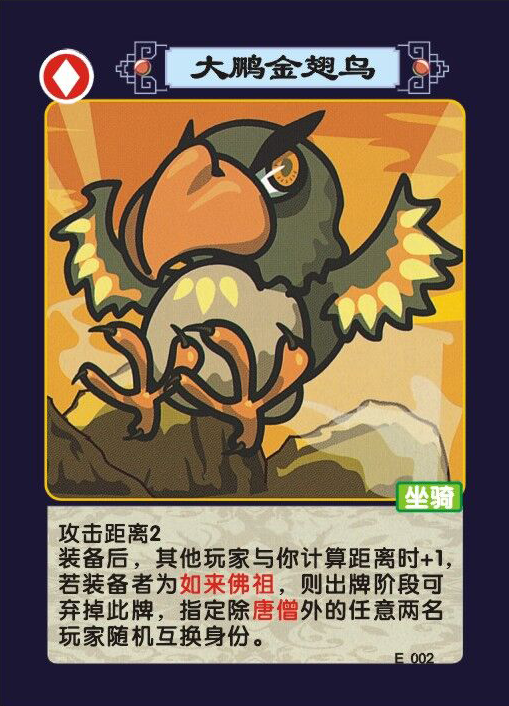 大鹏金翅鸟
坐骑
攻击距离2
装备后，其他玩家与你计算距离时+1，
若装备者为如来佛祖，则出牌阶段可
弃掉此牌，指定除唐僧外的任意两名
玩家随机互换身份。
E 002